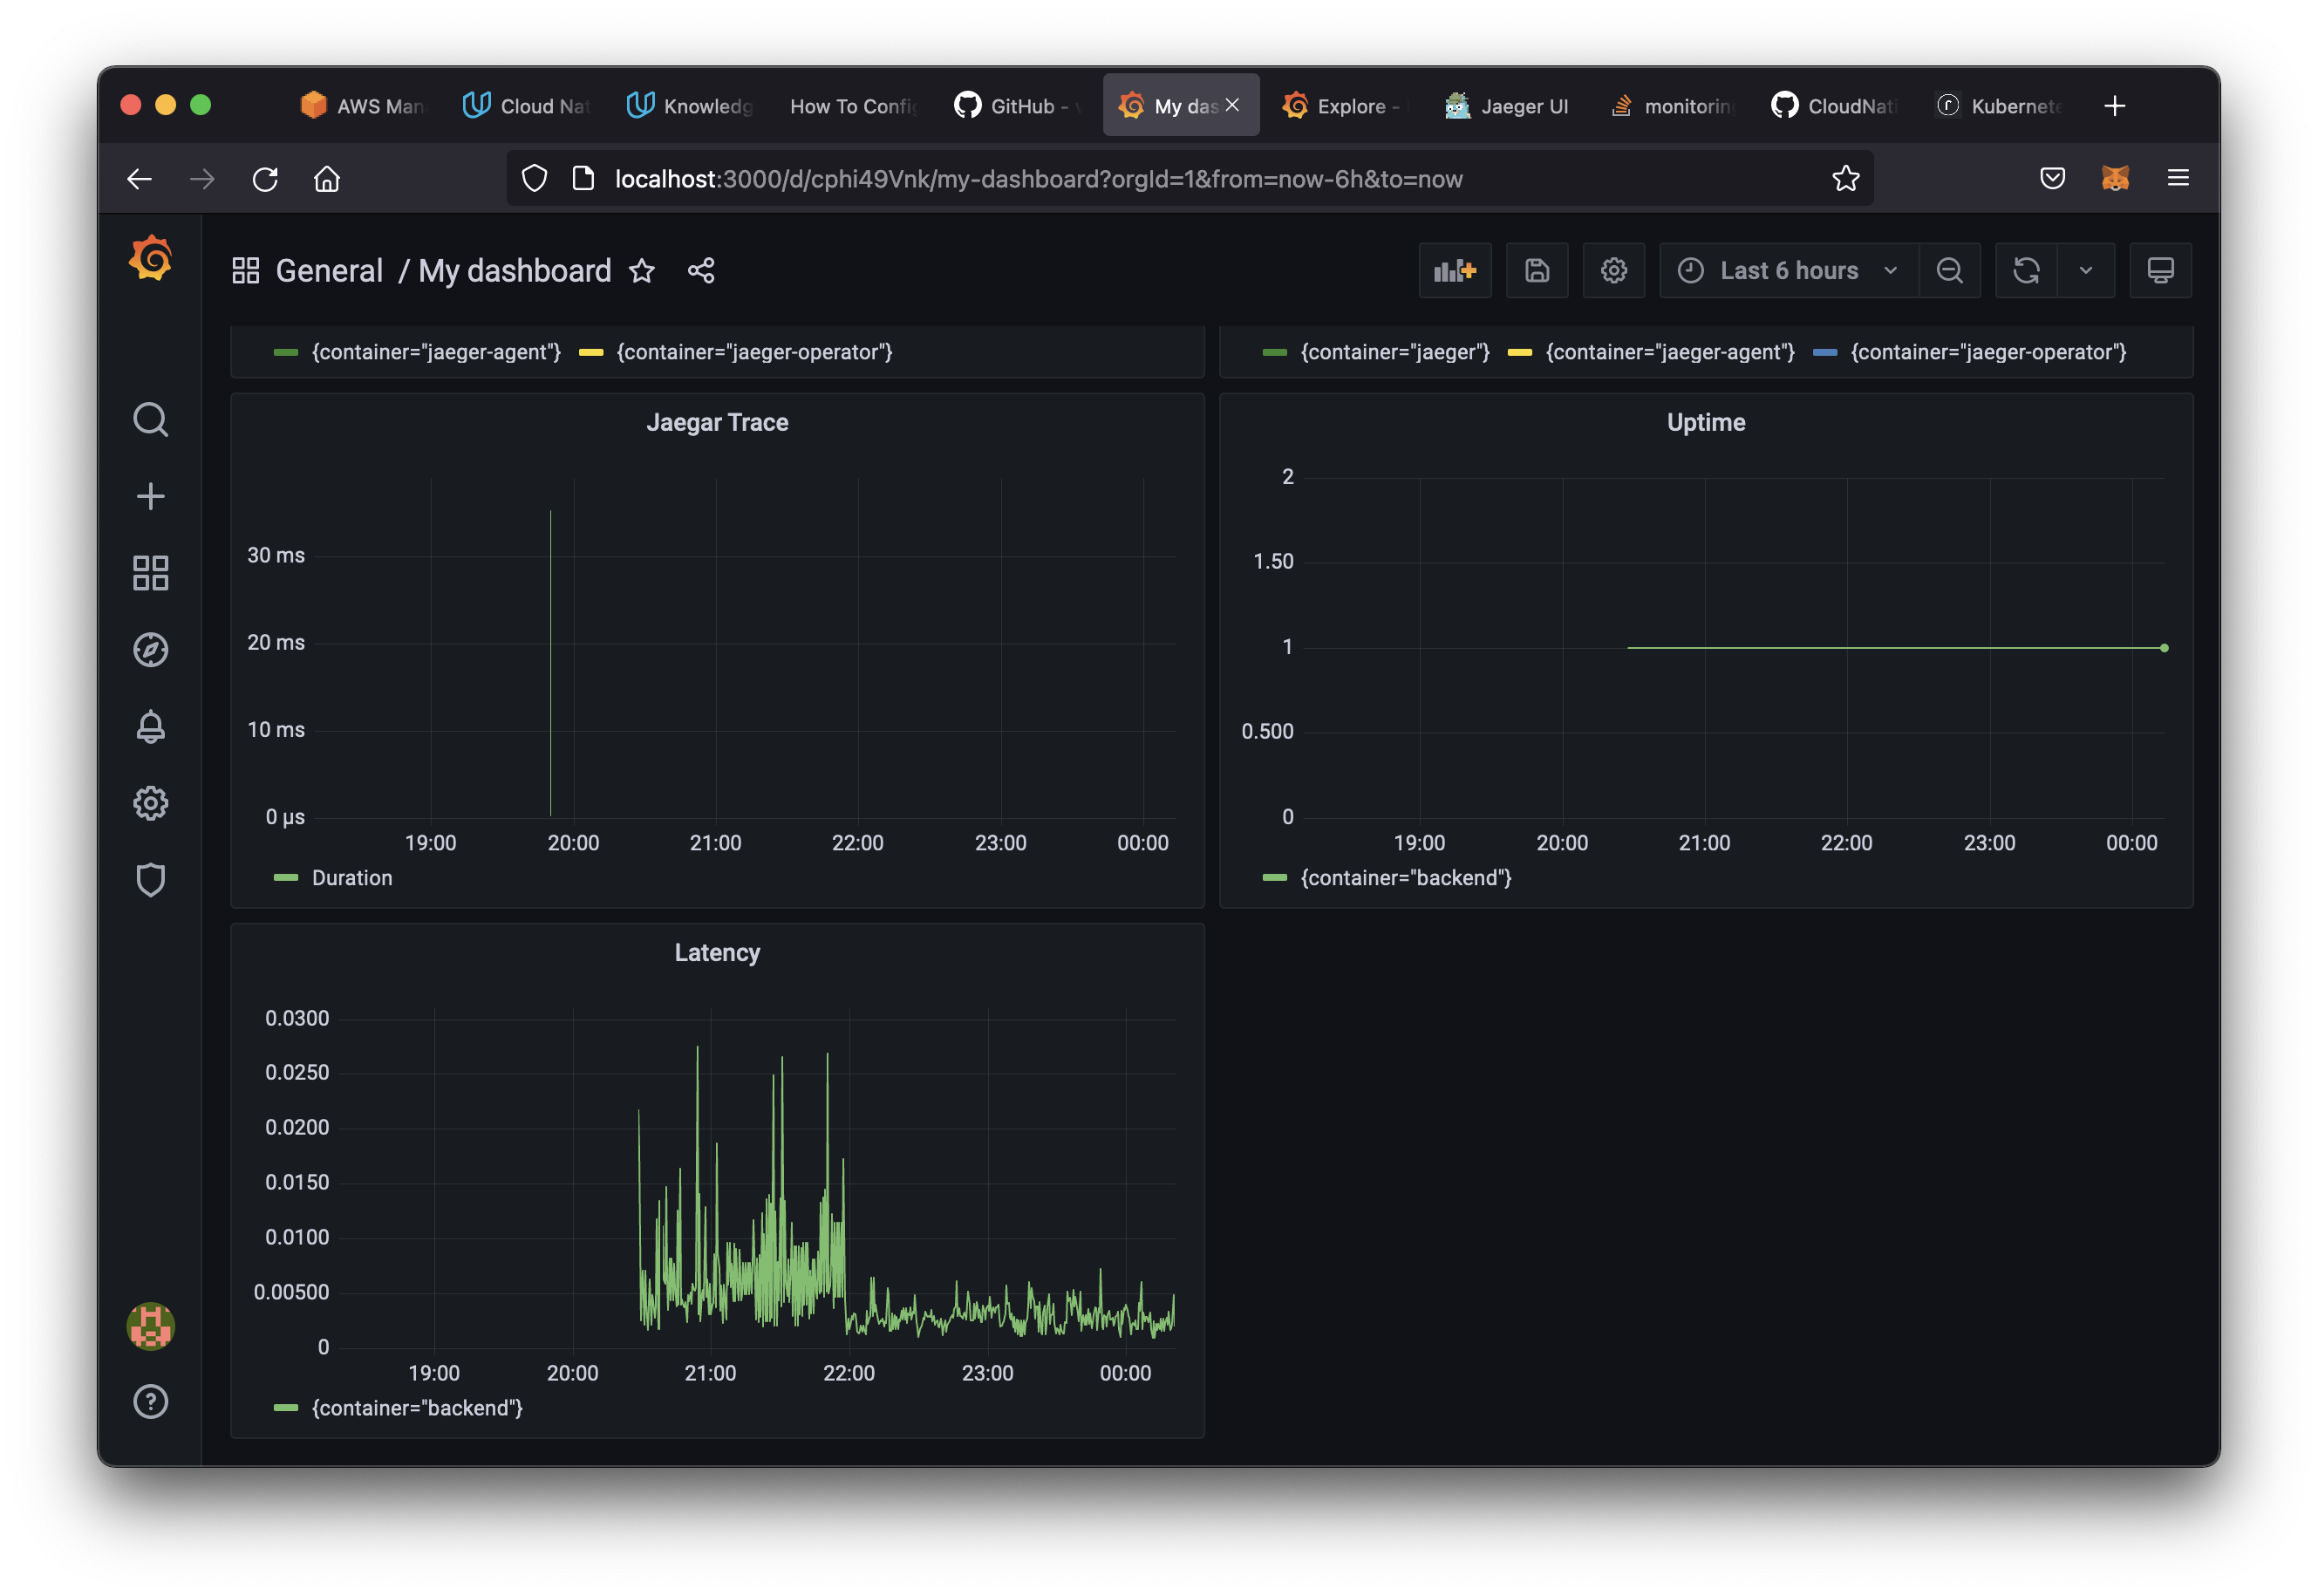 AWS Man
Cloud Nat
Knowledg
How To Config
GitHub -
My das
Explore -
Jaeger UI
monitorin
CloudNati
Kubernete
localhost:3000/d/cphi49Vnk/my-dashboard?orgId=1&from=now-6h&to=now
General / My dashboard
Last 6 hours
{container="jaeger-agent"} {container="jaeger-operator"}
{container="jaeger"} {container="jaeger-agent"} {container="jaeger-operator"}
Jaegar Trace
30 ms
20 ms
10 ms
0 µs
19:00 20:00 21:00 22:00 23:00 00:00
Duration
Uptime
2
1.50
1
0.500
0
19:00 20:00 21:00 22:00 23:00 00:00
{container="backend"}
Latency
0.0300
0.0250
0.0200
0.0150
0.0100
0.00500
0
19:00 20:00 21:00 22:00 23:00 00:00
{container="backend"}